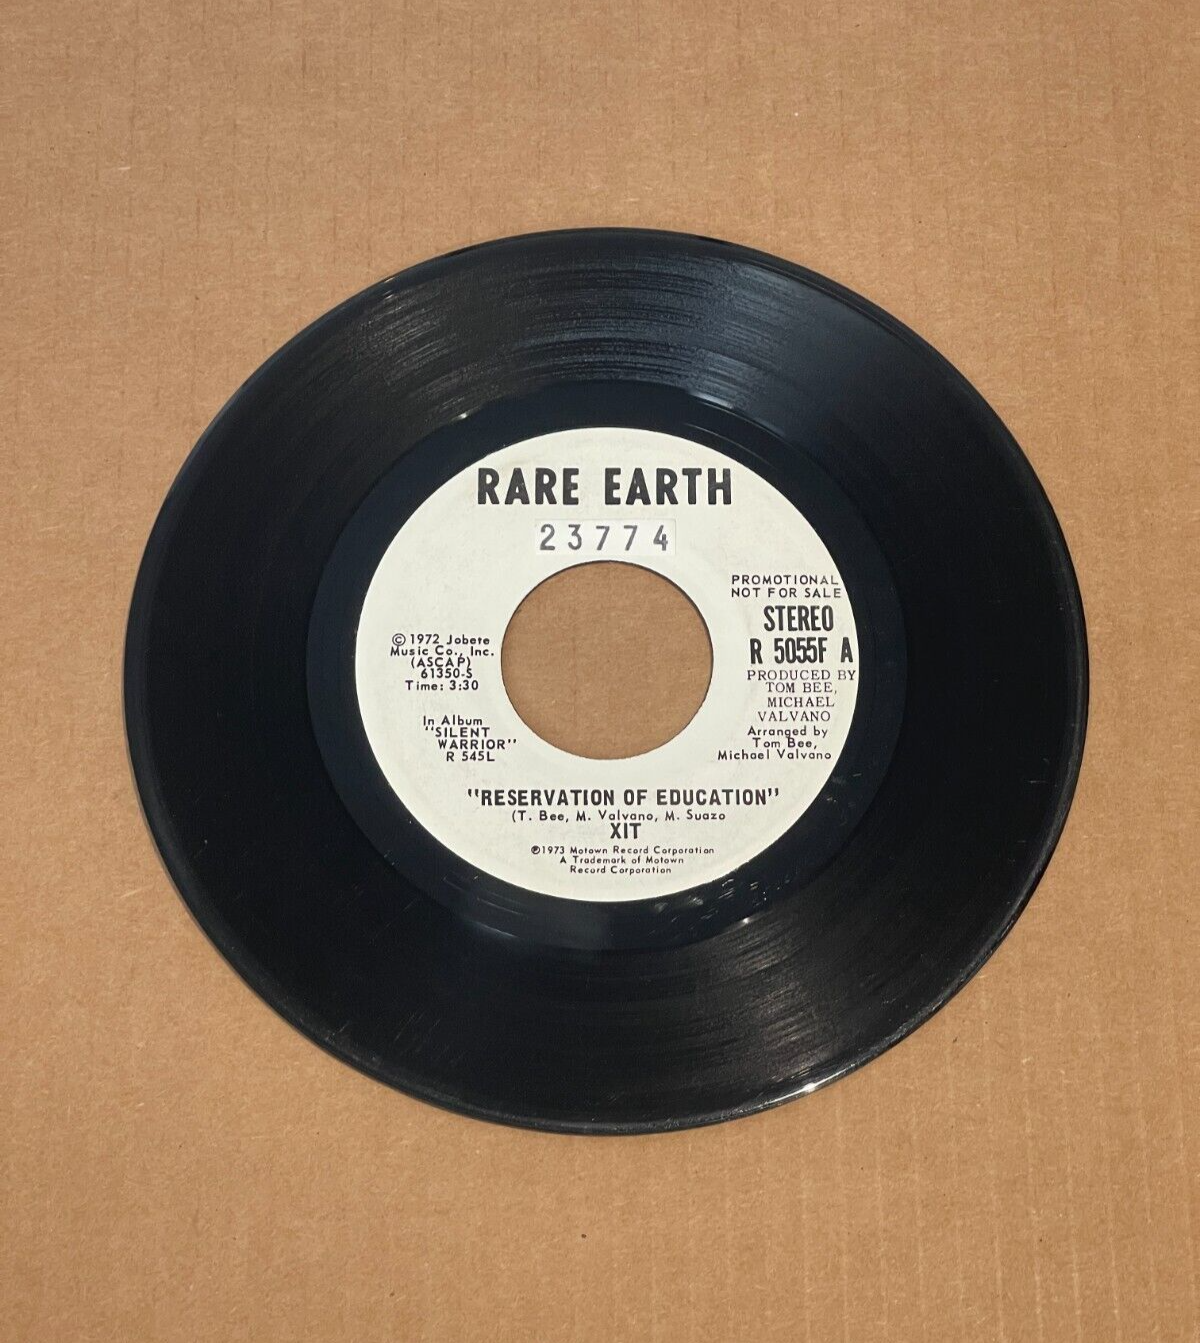 RARE EARTH
23774
PROMOTIONAL
NOT FOR SALE
STEREO
R 5055F A
PRODUCED BY
TOM BEE,
MICHAEL
VALVANO
Arranged by
Tom Bee,
Michael Valvano
©1972 Jobete
Music Co., Inc.
(ASCAP)
61350-S
Time: 3:30
In Album
"SILENT
WARRIOR"
R 545L
"RESERVATION OF EDUCATION"
(T. Bee, M. Valvano, M. Suazo
XIT
℗1973 Motown Record Corporation
A Trademark of Motown
Record Corporation